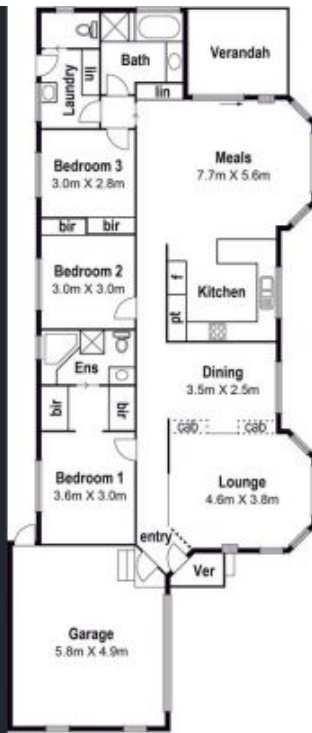 Bath
Verandah
lin
Laundry
lin
Bedroom 3
3.0m X 2.8m
Meals
7.7m X 5.6m
bir
bir
Bedroom 2
3.0m X 3.0m
f
Kitchen
pt
Ens
Dining
3.5m X 2.5m
bir
bir
cab
cab
Bedroom 1
3.6m X 3.0m
Lounge
4.6m X 3.8m
entry
Ver
Garage
5.8m X 4.9m